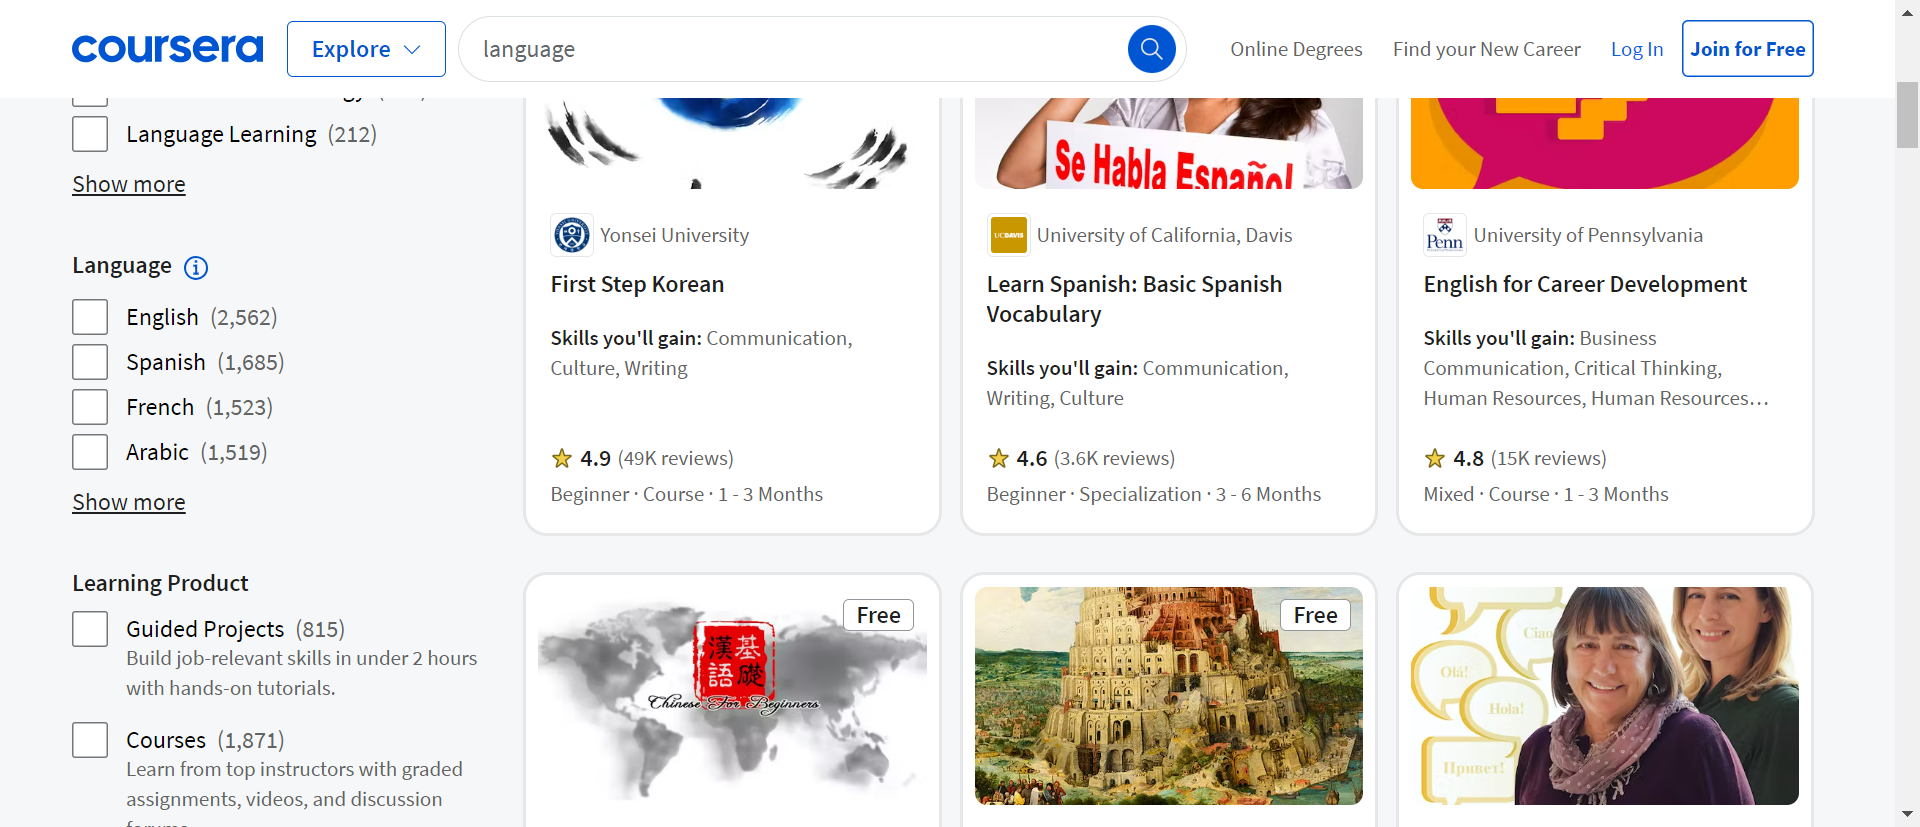 coursera
Explore
language
Online Degrees
Find your New Career
Log In
Join for Free
Language Learning (212)
Show more
Language
English (2,562)
Spanish (1,685)
French (1,523)
Arabic (1,519)
Show more
Learning Product
Guided Projects (815)
Build job-relevant skills in under 2 hours
with hands-on tutorials.
Courses (1,871)
Learn from top instructors with graded
assignments, videos, and discussion
forums.
Yonsei University
First Step Korean
Skills you'll gain: Communication,
Culture, Writing
4.9 (49K reviews)
Beginner · Course · 1 - 3 Months
Se Habla Español
UCDAVIS
University of California, Davis
Learn Spanish: Basic Spanish
Vocabulary
Skills you'll gain: Communication,
Writing, Culture
4.6 (3.6K reviews)
Beginner · Specialization · 3 - 6 Months
Penn
University of Pennsylvania
English for Career Development
Skills you'll gain: Business
Communication, Critical Thinking,
Human Resources, Human Resources…
4.8 (15K reviews)
Mixed · Course · 1 - 3 Months
Free
漢基
語礎
Chinese For Beginners
Free
Ciao
Olá!
Hola!
Привет!